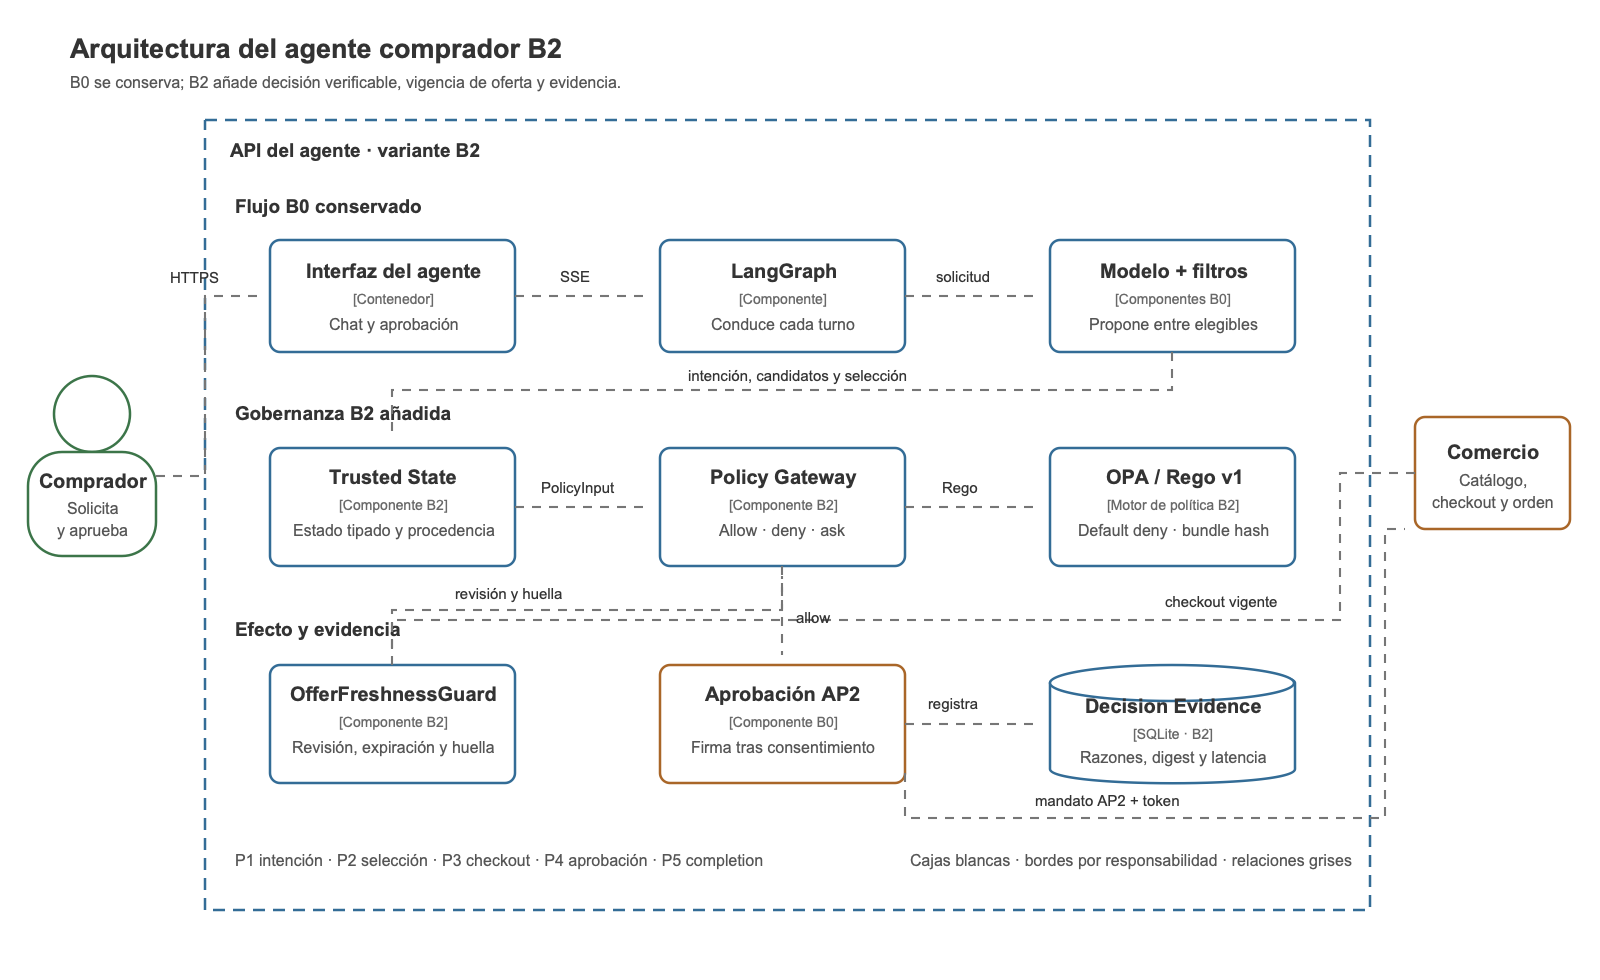 Arquitectura del agente comprador B2
B0 se conserva; B2 añade decisión verificable, vigencia de oferta y evidencia.
API del agente · variante B2
Flujo B0 conservado
HTTPS
Interfaz del agente
[Contenedor]
Chat y aprobación
SSE
LangGraph
[Componente]
Conduce cada turno
solicitud
Modelo + filtros
[Componentes B0]
Propone entre elegibles
intención, candidatos y selección
Gobernanza B2 añadida
Comprador
Solicita
y aprueba
Trusted State
[Componente B2]
Estado tipado y procedencia
PolicyInput
Policy Gateway
[Componente B2]
Allow · deny · ask
Rego
OPA / Rego v1
[Motor de política B2]
Default deny · bundle hash
Comercio
Catálogo,
checkout y orden
revisión y huella
allow
checkout vigente
Efecto y evidencia
OfferFreshnessGuard
[Componente B2]
Revisión, expiración y huella
Aprobación AP2
[Componente B0]
Firma tras consentimiento
registra
Decision Evidence
[SQLite · B2]
Razones, digest y latencia
mandato AP2 + token
P1 intención · P2 selección · P3 checkout · P4 aprobación · P5 completion
Cajas blancas · bordes por responsabilidad · relaciones grises